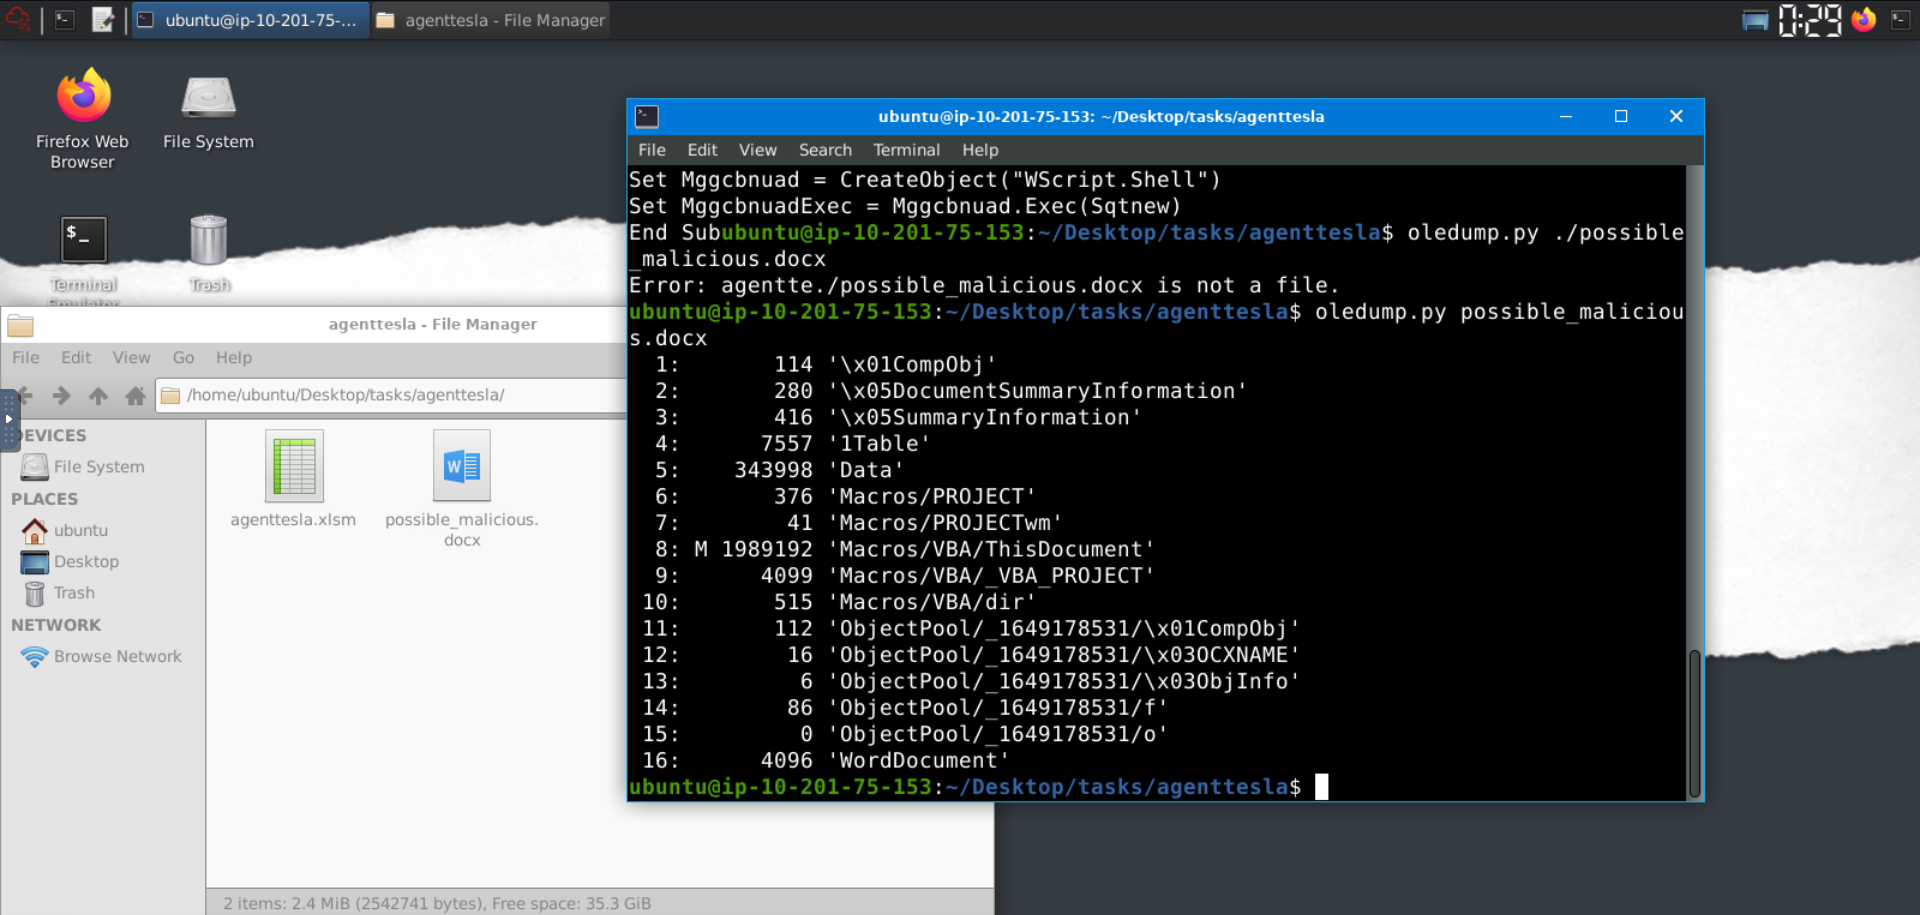 ubuntu@ip-10-201-75-...
agenttesla - File Manager
0:29
Firefox Web
Browser
File System
Terminal
Emulator
Trash
ubuntu@ip-10-201-75-153: ~/Desktop/tasks/agenttesla
File Edit View Search Terminal Help
Set Mggcbnuad = CreateObject("WScript.Shell")
Set MggcbnuadExec = Mggcbnuad.Exec(Sqtnew)
End Sububuntu@ip-10-201-75-153:~/Desktop/tasks/agenttesla$ oledump.py ./possible
_malicious.docx
Error: agentte./possible_malicious.docx is not a file.
ubuntu@ip-10-201-75-153:~/Desktop/tasks/agenttesla$ oledump.py possible_maliciou
s.docx
1: 114 '\x01CompObj'
2: 280 '\x05DocumentSummaryInformation'
3: 416 '\x05SummaryInformation'
4: 7557 '1Table'
5: 343998 'Data'
6: 376 'Macros/PROJECT'
7: 41 'Macros/PROJECTwm'
8: M 1989192 'Macros/VBA/ThisDocument'
9: 4099 'Macros/VBA/_VBA_PROJECT'
10: 515 'Macros/VBA/dir'
11: 112 'ObjectPool/_1649178531/\x01CompObj'
12: 16 'ObjectPool/_1649178531/\x03OCXNAME'
13: 6 'ObjectPool/_1649178531/\x03ObjInfo'
14: 86 'ObjectPool/_1649178531/f'
15: 0 'ObjectPool/_1649178531/o'
16: 4096 'WordDocument'
ubuntu@ip-10-201-75-153:~/Desktop/tasks/agenttesla$
agenttesla - File Manager
File Edit View Go Help
/home/ubuntu/Desktop/tasks/agenttesla/
DEVICES
File System
PLACES
ubuntu
Desktop
Trash
NETWORK
Browse Network
agenttesla.xlsm
possible_malicious.
docx
2 items: 2.4 MiB (2542741 bytes), Free space: 35.3 GiB